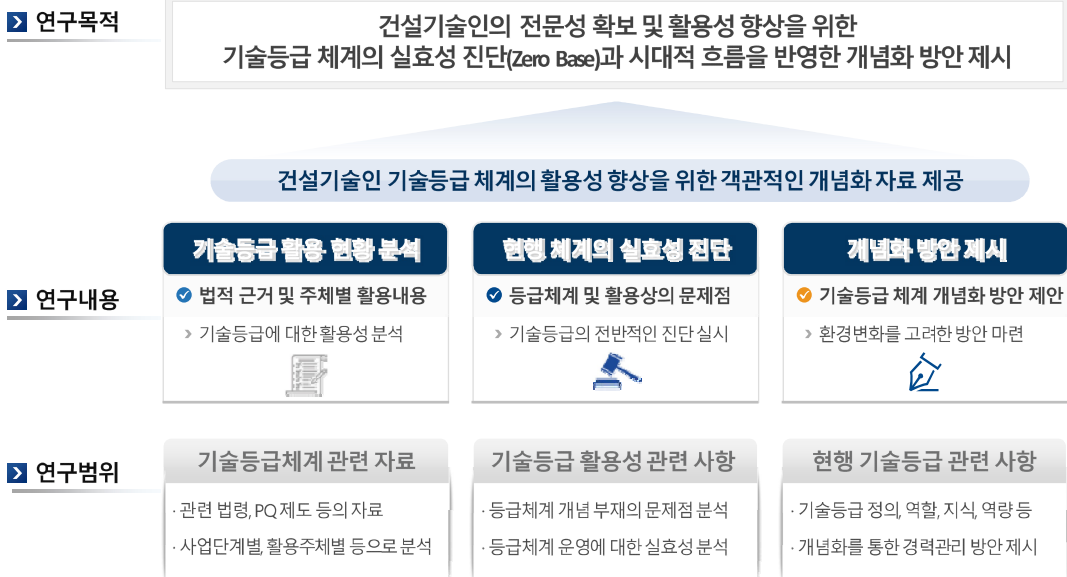 연구목적
건설기술인의 전문성 확보 및 활용성 향상을 위한
기술등급 체계의 실효성 진단(Zero Base)과 시대적 흐름을 반영한 개념화 방안 제시
건설기술인 기술등급 체계의 활용성 향상을 위한 객관적인 개념화 자료 제공
연구내용
기술등급 활용 현황 분석
법적 근거 및 주체별 활용내용
› 기술등급에 대한 활용성 분석
현행 체계의 실효성 진단
등급체계 및 활용상의 문제점
› 기술등급의 전반적인 진단 실시
개념화 방안 제시
기술등급 체계 개념화 방안 제안
› 환경변화를 고려한 방안 마련
연구범위
기술등급체계 관련 자료
· 관련 법령, PQ 제도 등의 자료
· 사업단계별, 활용주체별 등으로 분석
기술등급 활용성 관련 사항
· 등급체계 개념 부재의 문제점 분석
· 등급체계 운영에 대한 실효성 분석
현행 기술등급 관련 사항
· 기술등급 정의, 역할, 지식, 역량 등
· 개념화를 통한 경력관리 방안 제시